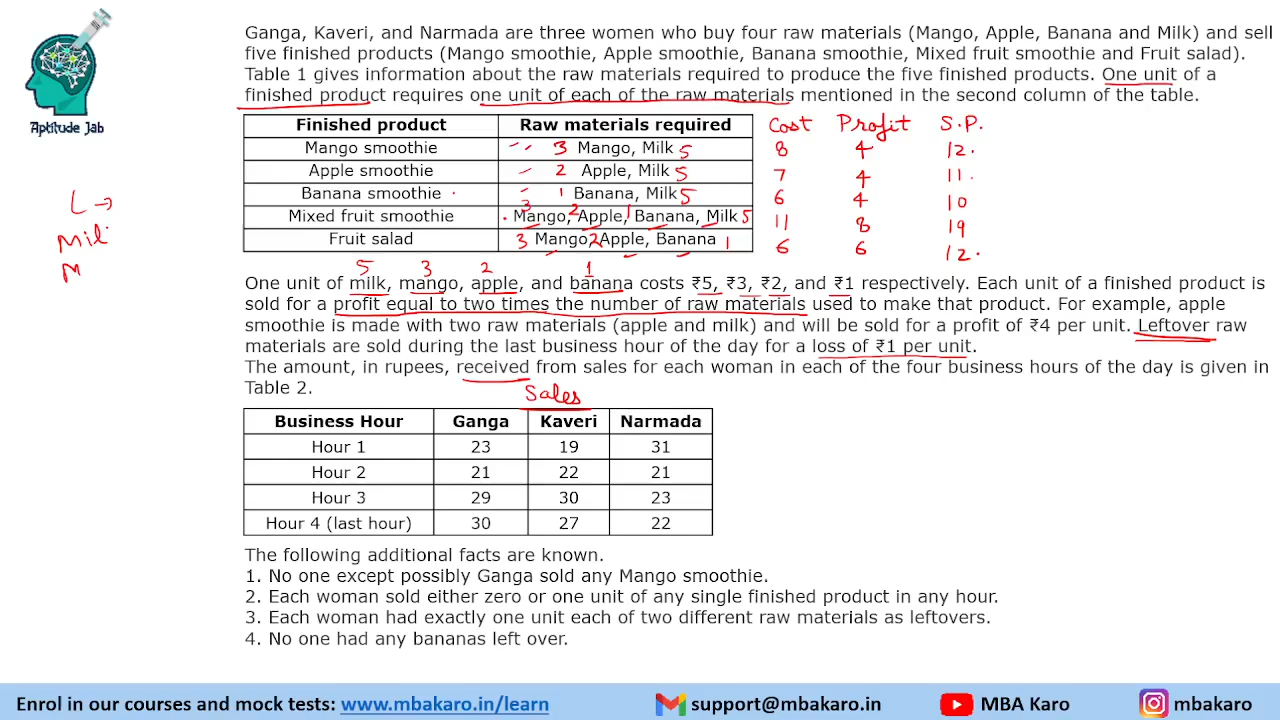 Ganga, Kaveri, and Narmada are three women who buy four raw materials (Mango, Apple, Banana and Milk) and sell
five finished products (Mango smoothie, Apple smoothie, Banana smoothie, Mixed fruit smoothie and Fruit salad).
Table 1 gives information about the raw materials required to produce the five finished products. One unit of a
finished product requires one unit of each of the raw materials mentioned in the second column of the table.
Aptitude Jab
Finished product Raw materials required Cost Profit S.P.
Mango smoothie 3 Mango, Milk 5 8 4 12
Apple smoothie 2 Apple, Milk 5 7 4 11
Banana smoothie 1 Banana, Milk 5 6 4 10
3 2 1
Mixed fruit smoothie Mango, Apple, Banana, Milk 5 11 8 19
Fruit salad 3 Mango, 2 Apple, Banana 1 6 6 12
L →
Mil
M
5 3 2 1
One unit of milk, mango, apple, and banana costs ₹5, ₹3, ₹2, and ₹1 respectively. Each unit of a finished product is
sold for a profit equal to two times the number of raw materials used to make that product. For example, apple
smoothie is made with two raw materials (apple and milk) and will be sold for a profit of ₹4 per unit. Leftover raw
materials are sold during the last business hour of the day for a loss of ₹1 per unit.
The amount, in rupees, received from sales for each woman in each of the four business hours of the day is given in
Table 2.
Sales
Business Hour Ganga Kaveri Narmada
Hour 1 23 19 31
Hour 2 21 22 21
Hour 3 29 30 23
Hour 4 (last hour) 30 27 22
The following additional facts are known.
1. No one except possibly Ganga sold any Mango smoothie.
2. Each woman sold either zero or one unit of any single finished product in any hour.
3. Each woman had exactly one unit each of two different raw materials as leftovers.
4. No one had any bananas left over.
Enrol in our courses and mock tests: www.mbakaro.in/learn support@mbakaro.in MBA Karo mbakaro